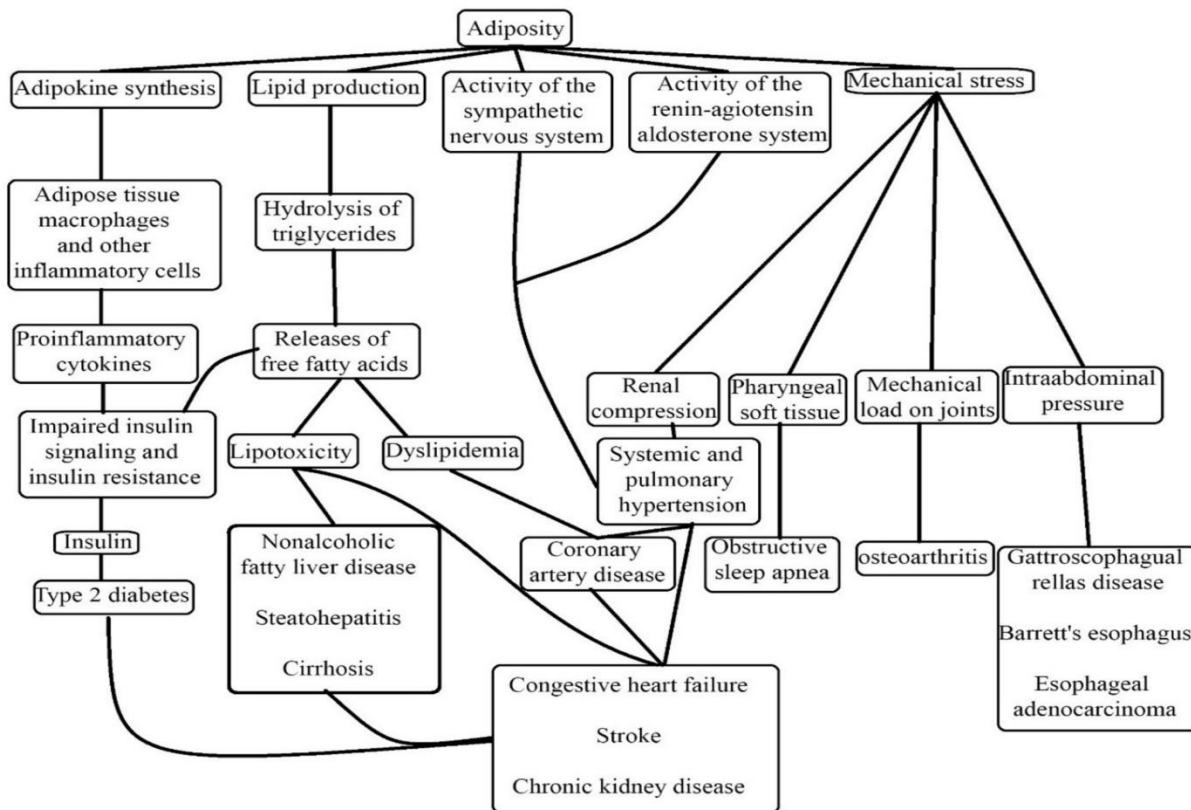 Adiposity
Adipokine synthesis
Lipid production
Activity of the
sympathetic
nervous system
Activity of the
renin-agiotensin
aldosterone system
Mechanical stress
Adipose tissue
macrophages
and other
inflammatory cells
Hydrolysis of
triglycerides
Proinflammatory
cytokines
Releases of
free fatty acids
Renal
compression
Pharyngeal
soft tissue
Mechanical
load on joints
Intraabdominal
pressure
Impaired insulin
signaling and
insulin resistance
Lipotoxicity
Dyslipidemia
Systemic and
pulmonary
hypertension
Insulin
Nonalcoholic
fatty liver disease
Steatohepatitis
Cirrhosis
Coronary
artery disease
Obstructive
sleep apnea
osteoarthritis
Gattroscophagual
rellas disease
Barrett's esophagus
Esophageal
adenocarcinoma
Type 2 diabetes
Congestive heart failure
Stroke
Chronic kidney disease